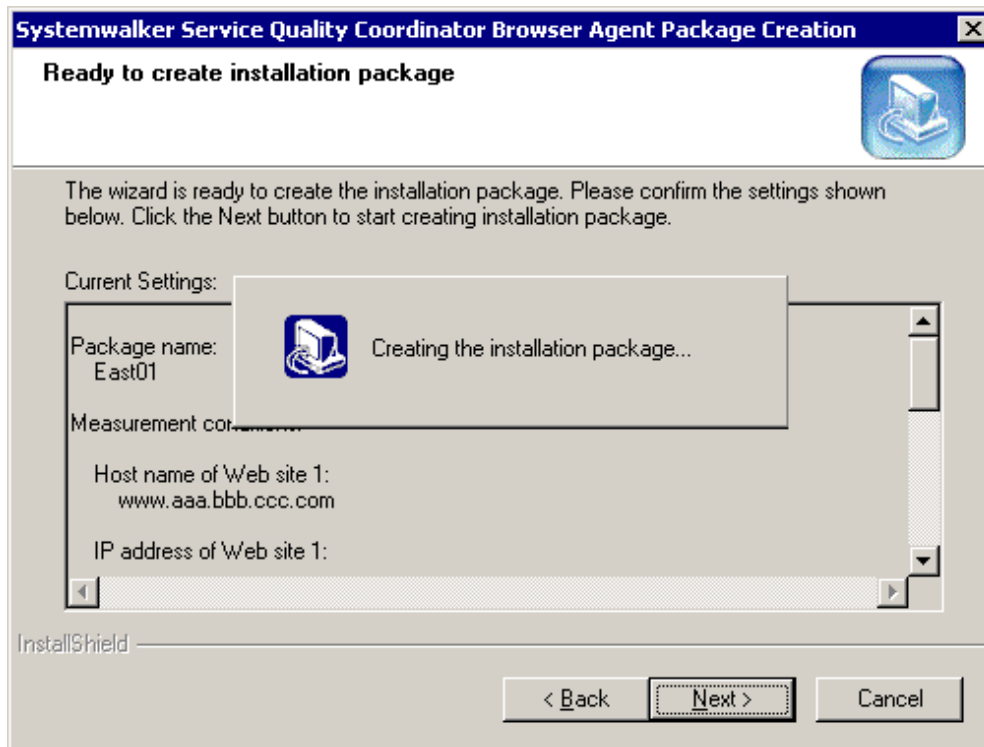 Systemwalker Service Quality Coordinator Browser Agent Package Creation
Ready to create installation package
The wizard is ready to create the installation package. Please confirm the settings shown
below. Click the Next button to start creating installation package.
Current Settings:
Creating the installation package...
Package name:
East01
Measurement
Host name of Web site 1:
www.aaa.bbb.ccc.com
IP address of Web site 1:
InstallShield
< Back
Next >
Cancel